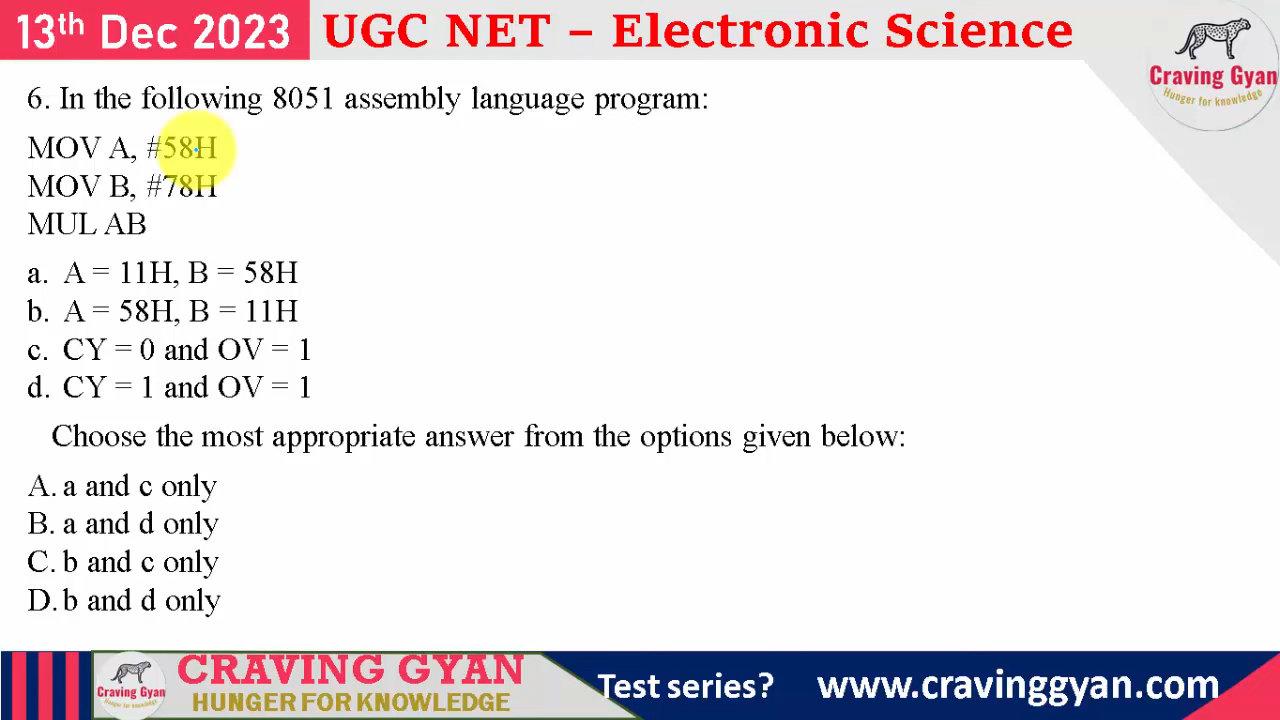 13th Dec 2023 UGC NET – Electronic Science
Craving Gyan
Hunger for knowledge
6. In the following 8051 assembly language program:
MOV A, #58H
MOV B, #78H
MUL AB
a. A = 11H, B = 58H
b. A = 58H, B = 11H
c. CY = 0 and OV = 1
d. CY = 1 and OV = 1
Choose the most appropriate answer from the options given below:
A. a and c only
B. a and d only
C. b and c only
D. b and d only
Craving Gyan
Hunger for knowledge
CRAVING GYAN
HUNGER FOR KNOWLEDGE
Test series? www.cravinggyan.com